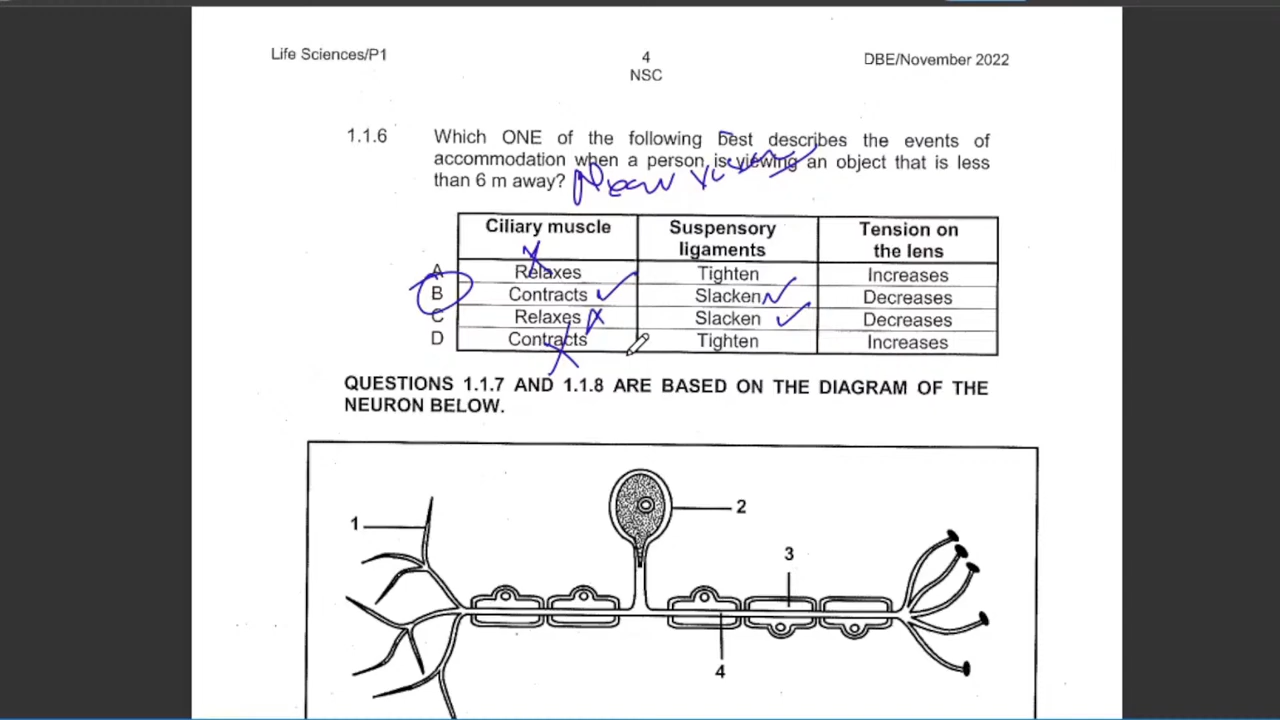 Life Sciences/P1 4 DBE/November 2022
NSC
1.1.6 Which ONE of the following best describes the events of
accommodation when a person is viewing an object that is less
than 6 m away? Near vision
Ciliary muscle Suspensory ligaments Tension on the lens
A Relaxes Tighten Increases
B Contracts Slacken Decreases
C Relaxes Slacken Decreases
D Contracts Tighten Increases
QUESTIONS 1.1.7 AND 1.1.8 ARE BASED ON THE DIAGRAM OF THE
NEURON BELOW.
1
2
3
4